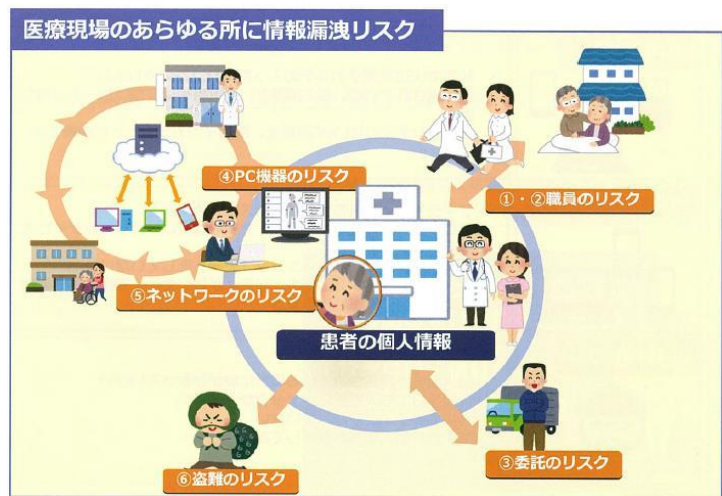 医療現場のあらゆる所に情報漏洩リスク
④PC機器のリスク
①・②職員のリスク
⑤ネットワークのリスク
患者の個人情報
③委託のリスク
⑥盗難のリスク